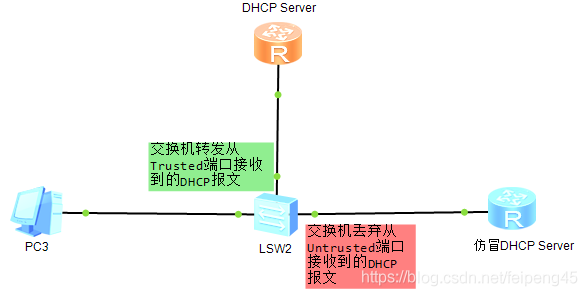 DHCP Server
R
交换机转发从
Trusted端口接收
到的DHCP报文
PC3
LSW2
R
仿冒DHCP Server
交换机丢弃从
Untrusted端口
接收到的DHCP
报文
https://blog.csdn.net/feipeng45